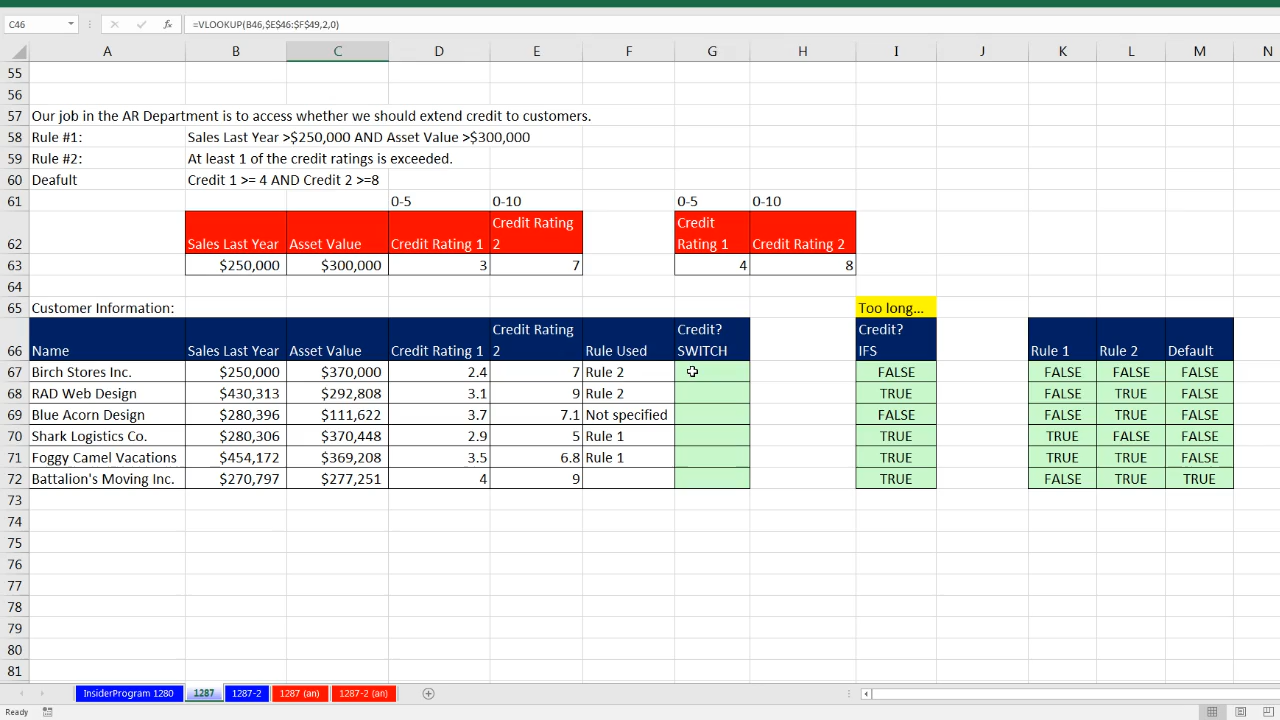 C46 =VLOOKUP(B46,$E$46:$F$49,2,0)
A B C D E F G H I J K L M N
55
56
57 Our job in the AR Department is to access whether we should extend credit to customers.
58 Rule #1: Sales Last Year >$250,000 AND Asset Value >$300,000
59 Rule #2: At least 1 of the credit ratings is exceeded.
60 Deafult Credit 1 >= 4 AND Credit 2 >=8
61 0-5 0-10 0-5 0-10
Credit Rating Credit
62 Sales Last Year Asset Value Credit Rating 1 2 Rating 1 Credit Rating 2
63 $250,000 $300,000 3 7 4 8
64
65 Customer Information: Too long...
Credit Rating Credit? Credit?
66 Name Sales Last Year Asset Value Credit Rating 1 2 Rule Used SWITCH IFS Rule 1 Rule 2 Default
67 Birch Stores Inc. $250,000 $370,000 2.4 7 Rule 2 FALSE FALSE FALSE FALSE
68 RAD Web Design $430,313 $292,808 3.1 9 Rule 2 TRUE FALSE TRUE FALSE
69 Blue Acorn Design $280,396 $111,622 3.7 7.1 Not specified FALSE FALSE TRUE FALSE
70 Shark Logistics Co. $280,306 $370,448 2.9 5 Rule 1 TRUE TRUE FALSE FALSE
71 Foggy Camel Vacations $454,172 $369,208 3.5 6.8 Rule 1 TRUE TRUE TRUE FALSE
72 Battalion's Moving Inc. $270,797 $277,251 4 9 TRUE FALSE TRUE TRUE
73
74
75
76
77
78
79
80
81
InsiderProgram 1280 1287 1287-2 1287 (an) 1287-2 (an)
Ready